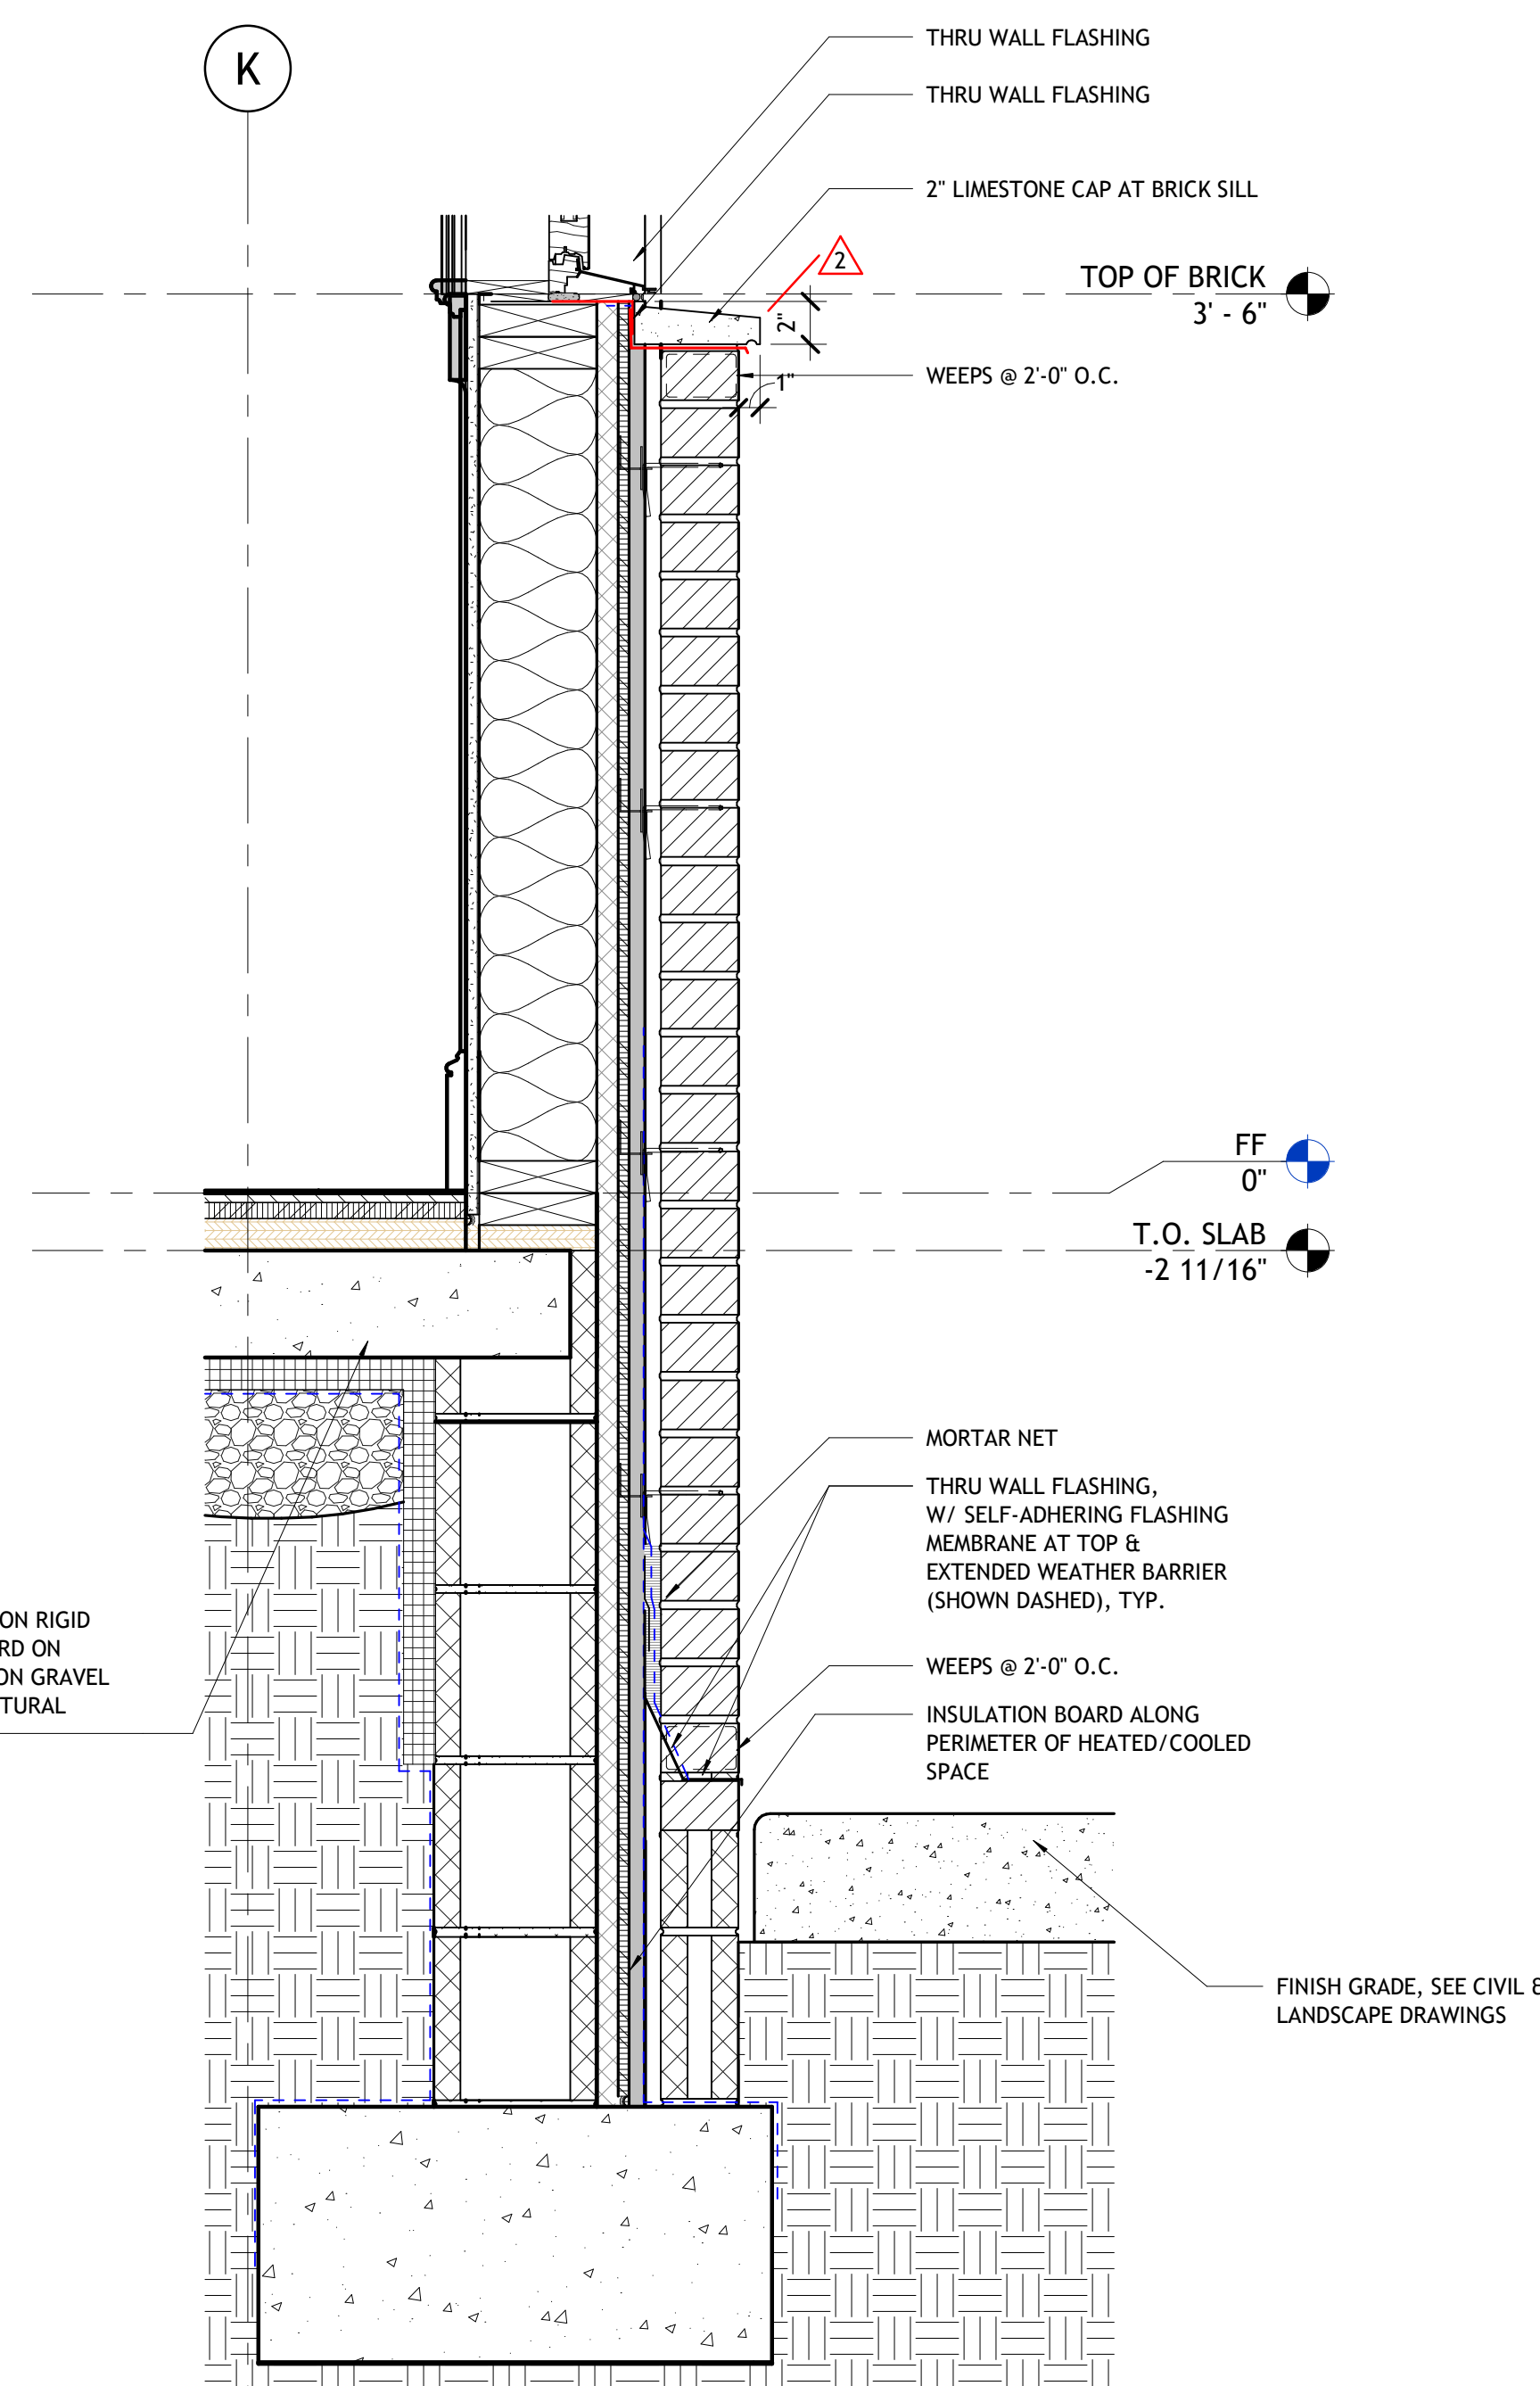 K
THRU WALL FLASHING
THRU WALL FLASHING
2" LIMESTONE CAP AT BRICK SILL
2
TOP OF BRICK
3' - 6"
2"
WEEPS @ 2'-0" O.C.
1"
FF
0"
T.O. SLAB
-2 11/16"
MORTAR NET
THRU WALL FLASHING,
W/ SELF-ADHERING FLASHING
MEMBRANE AT TOP &
EXTENDED WEATHER BARRIER
(SHOWN DASHED), TYP.
ON RIGID
RD ON
ON GRAVEL
TURAL
WEEPS @ 2'-0" O.C.
INSULATION BOARD ALONG
PERIMETER OF HEATED/COOLED
SPACE
FINISH GRADE, SEE CIVIL &
LANDSCAPE DRAWINGS